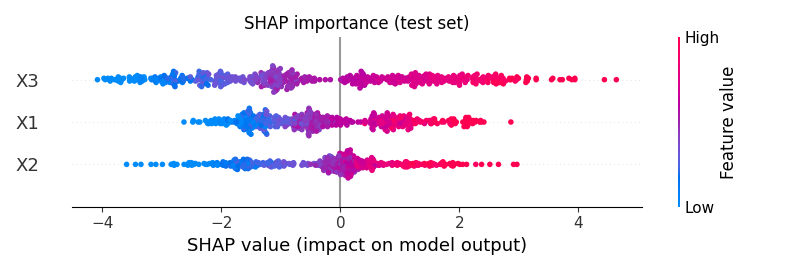 SHAP importance (test set)
High
X3
X1
X2
Feature value
Low
−4
−2
0
2
4
SHAP value (impact on model output)